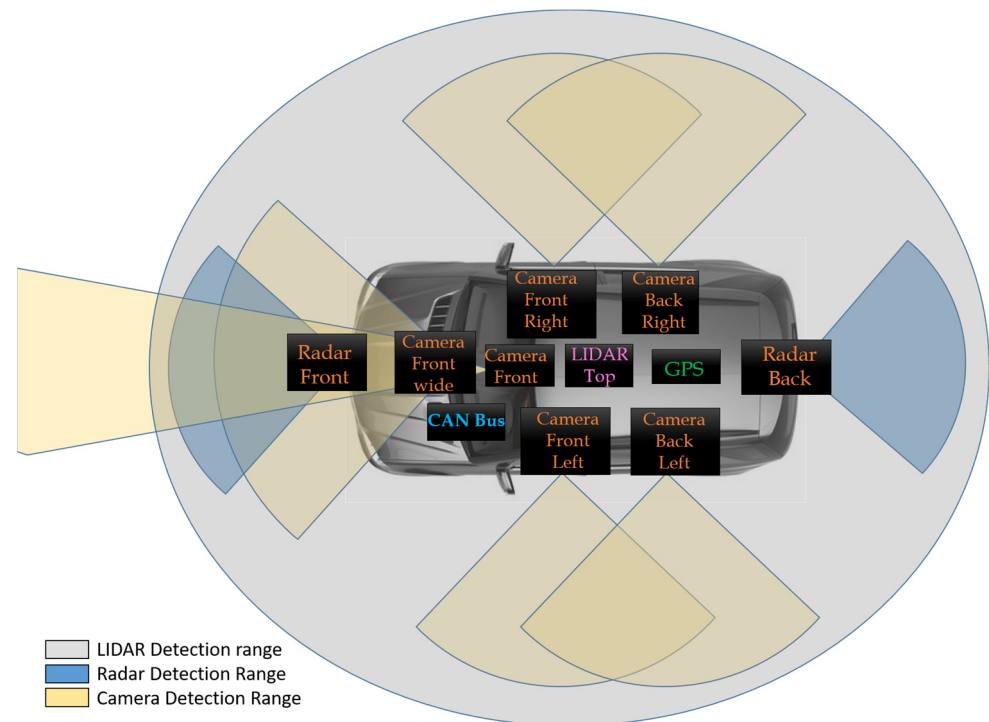 Camera
Front
Right
Camera
Back
Right
Radar
Front
Camera
Front
wide
Camera
Front
LIDAR
Top
GPS
Radar
Back
CAN Bus
Camera
Front
Left
Camera
Back
Left
LIDAR Detection range
Radar Detection Range
Camera Detection Range